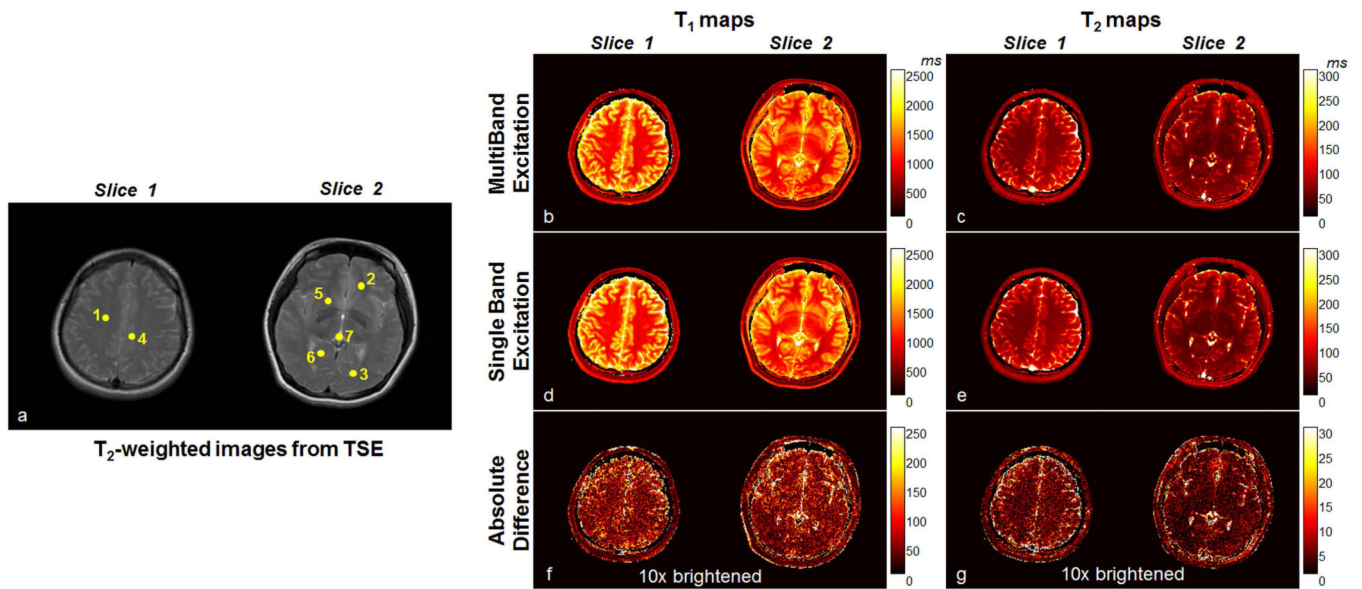 T₁ maps
T₂ maps
Slice 1
Slice 2
Slice 1
Slice 2
ms
ms
MultiBand
Excitation
b
2500
2000
1500
1000
500
0
c
300
250
200
150
100
50
0
Slice 1
Slice 2
1
4
2
5
7
6
3
a
T₂-weighted images from TSE
Single Band
Excitation
d
2500
2000
1500
1000
500
0
e
300
250
200
150
100
50
0
Absolute
Difference
f
10x brightened
250
200
150
100
50
0
g
10x brightened
30
25
20
15
10
5
0